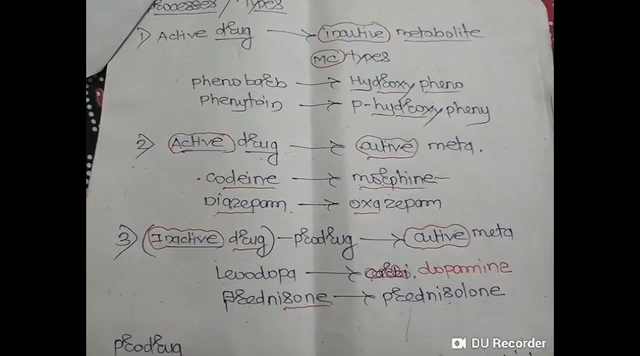 Processes / Types
1) Active drug → inactive metabolite
MC types
phenobarb → Hydroxy pheno
phenytoin → p-hydroxy pheny
2) Active drug → active meta.
codeine → morphine
Diazepam → oxazepam
3) (Inactive drug) - prodrug → active meta
Levodopa → dopamine
prednisone → prednisolone
prodrug
DU Recorder